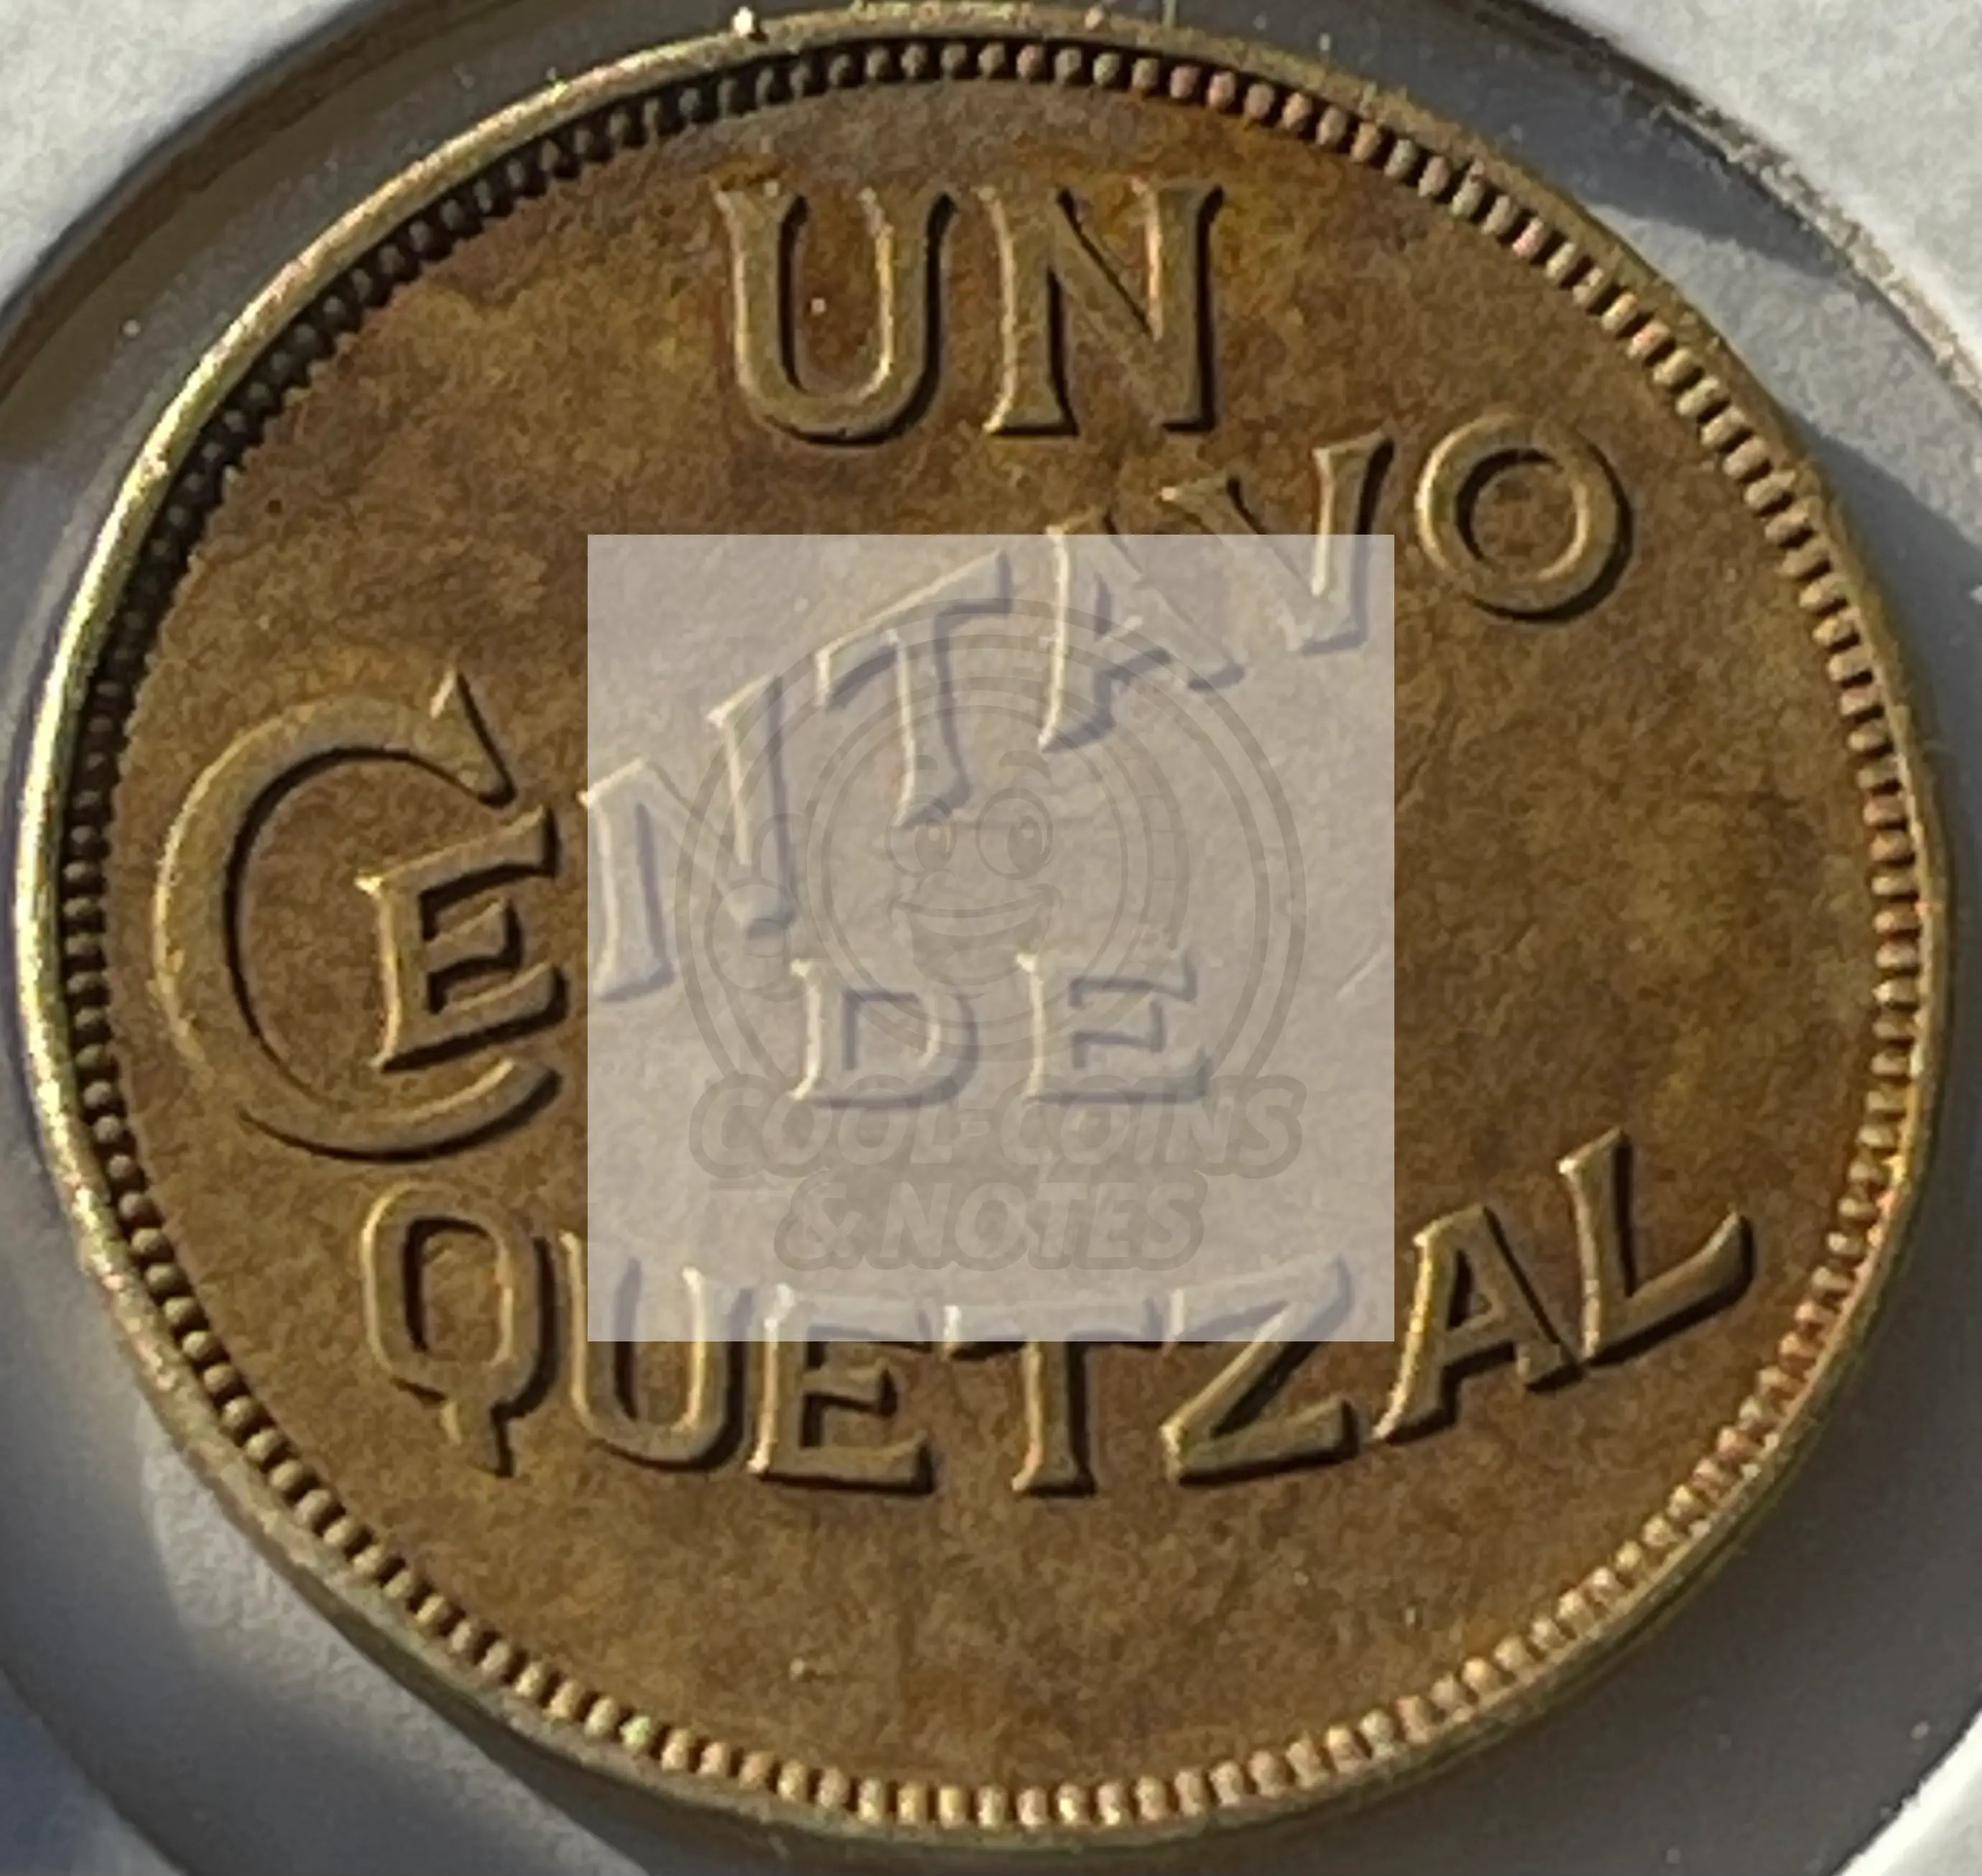 UN
CENTAVO
DE
QUETZAL
COOL-COINS
& NOTES